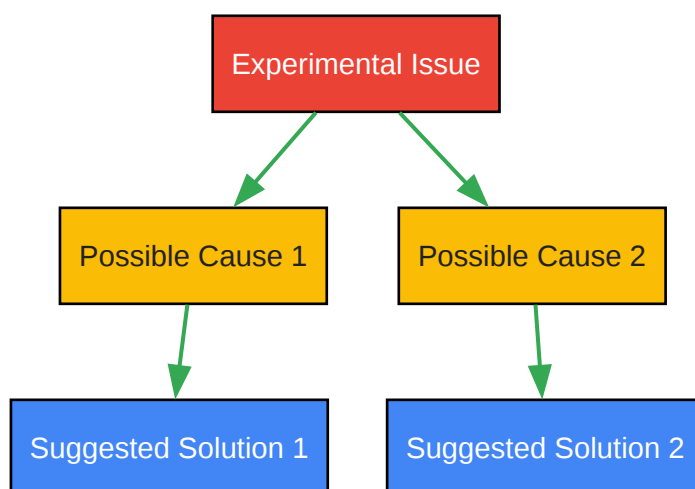 Experimental Issue
Possible Cause 1
Possible Cause 2
Suggested Solution 1
Suggested Solution 2